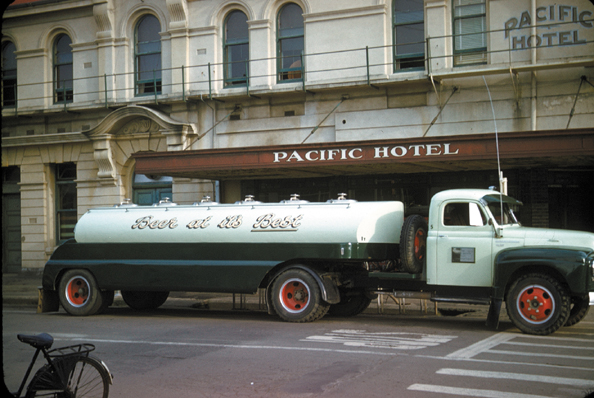 PACIFIC
HOTEL
PACIFIC HOTEL
Beer at its Best